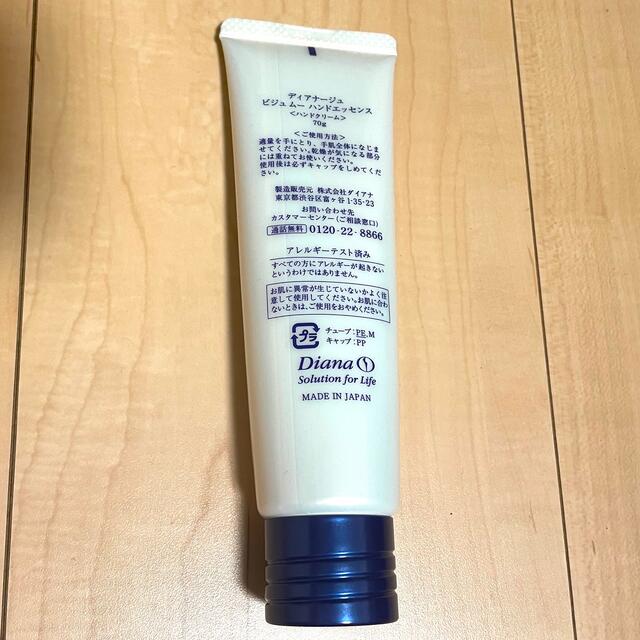 ディアナージュ
ビジュ ムー ハンドエッセンス
<ハンドクリーム>
70g
<ご使用方法>
適量を手にとり、手肌全体になじま
せてください。乾燥が気になる部分
には重ねてお使いください。
使用後は必ずキャップをしめてくだ
さい。
製造販売元 株式会社ダイアナ
東京都渋谷区富ヶ谷1-35-23
お問い合わせ先
カスタマーセンター(ご相談窓口)
通話無料 0120-22-8866
アレルギーテスト済み
すべての方にアレルギーが起きない
というわけではありません。
お肌に異常が生じていないかよく注
意して使用してください。お肌に合わ
ないときは、ご使用をおやめください。
プラ
チューブ:PE,M
キャップ:PP
Diana
Solution for Life
MADE IN JAPAN